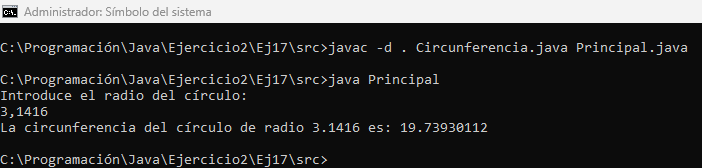 Administrador: Símbolo del sistema
C:\Programación\Java\Ejercicio2\Ej17\src>javac -d . Circunferencia.java Principal.java
C:\Programación\Java\Ejercicio2\Ej17\src>java Principal
Introduce el radio del círculo:
3,1416
La circunferencia del círculo de radio 3.1416 es: 19.73930112
C:\Programación\Java\Ejercicio2\Ej17\src>